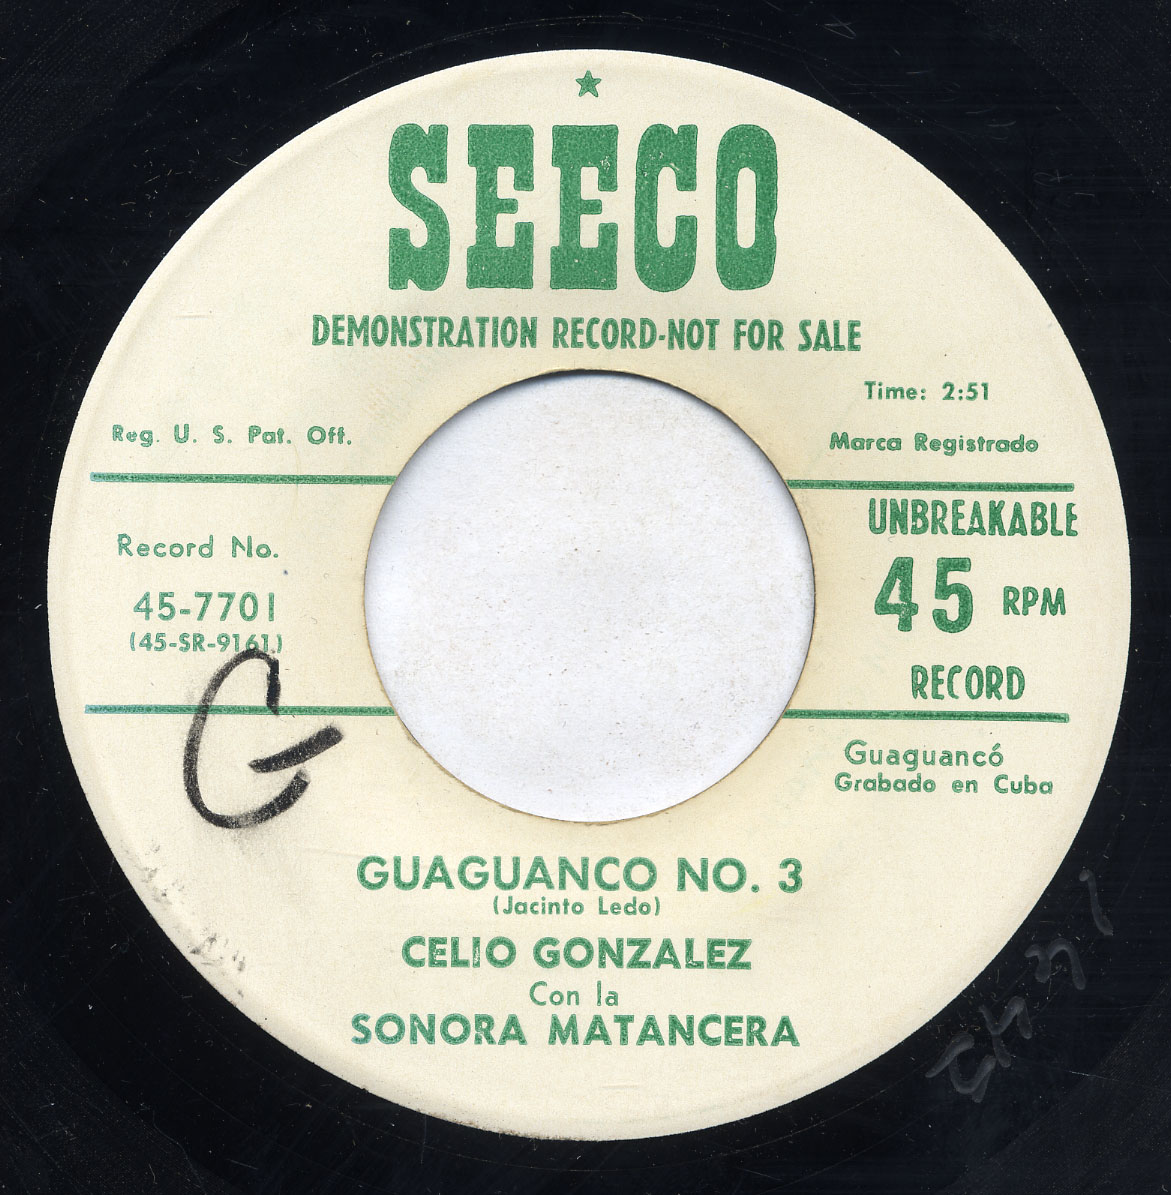 SEECO
DEMONSTRATION RECORD-NOT FOR SALE
Time: 2:51
Reg. U. S. Pat. Off.
Marca Registrado
UNBREAKABLE
45 RPM
RECORD
Record No.
45-7701
(45-SR-9161)
G
Guaguancó
Grabado en Cuba
GUAGUANCO NO. 3
(Jacinto Ledo)
CELIO GONZALEZ
Con la
SONORA MATANCERA